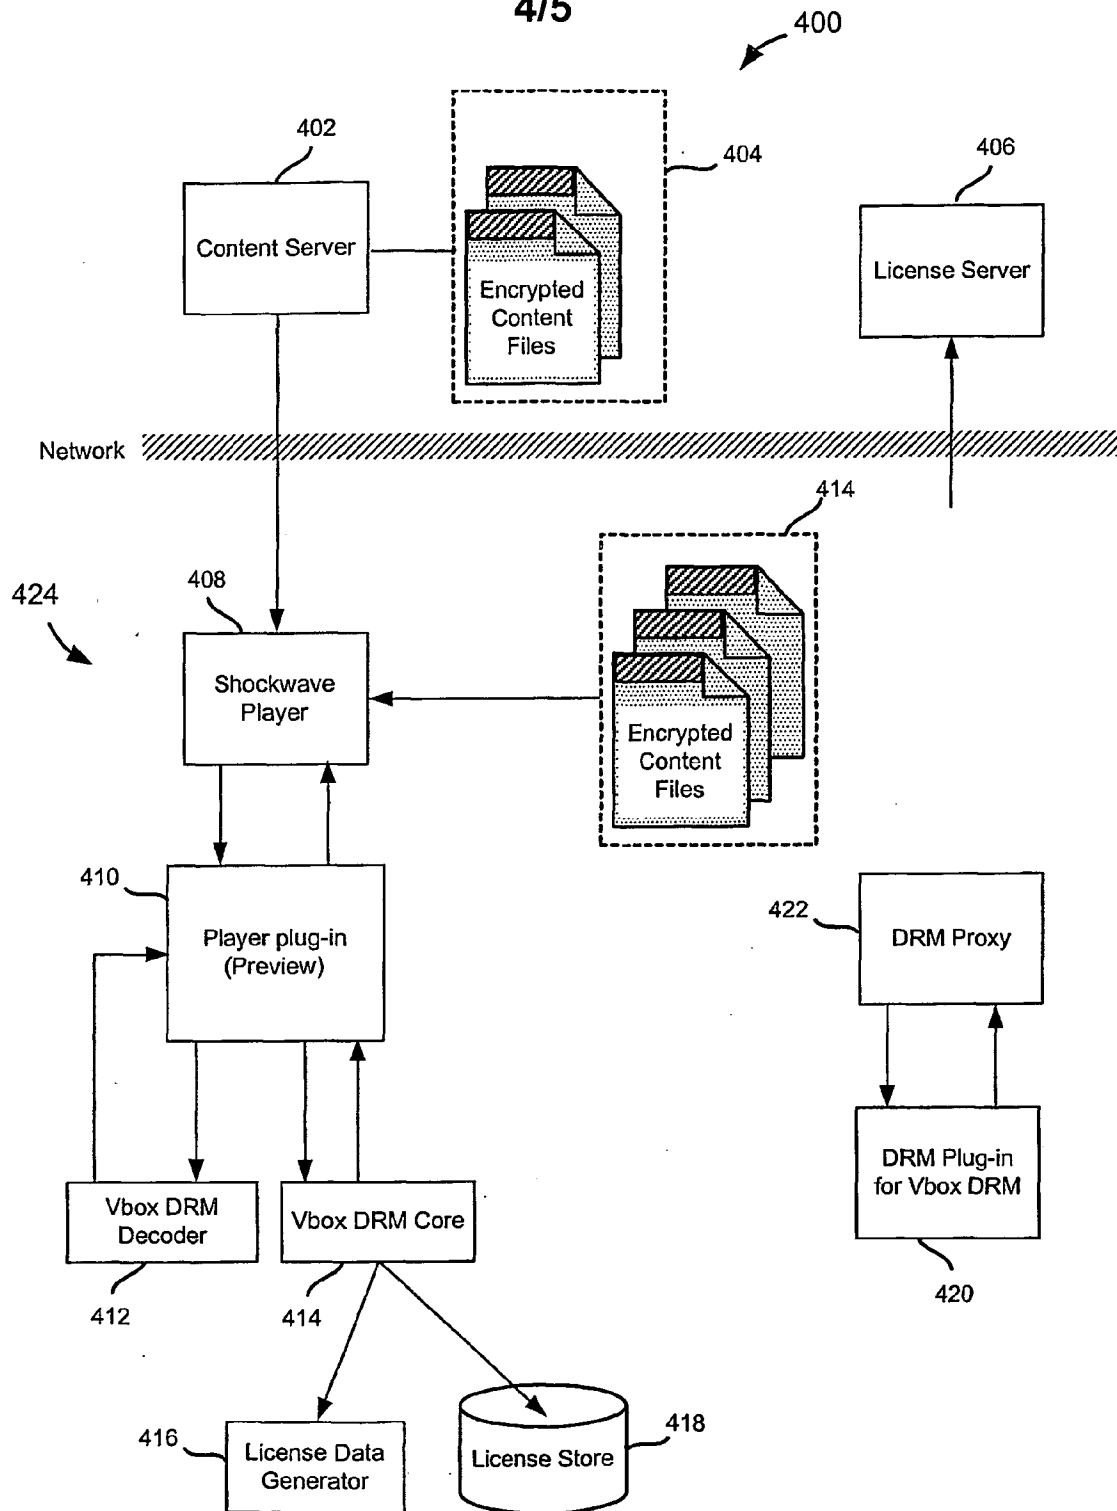 4/5
400
402
404
406
Content Server
License Server
Encrypted
Content
Files
Network
414
424
408
Shockwave
Player
Encrypted
Content
Files
410
422
Player plug-in
(Preview)
DRM Proxy
Vbox DRM
Decoder
Vbox DRM Core
DRM Plug-in
for Vbox DRM
412
414
420
416
418
License Data
Generator
License Store